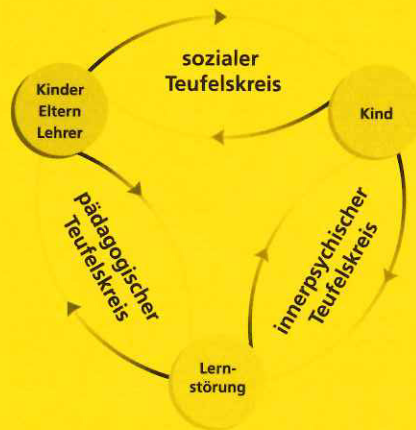 sozialer
Teufelskreis
Kinder
Eltern
Lehrer
Kind
pädagogischer
Teufelskreis
innerpsychischer
Teufelskreis
Lern-
störung